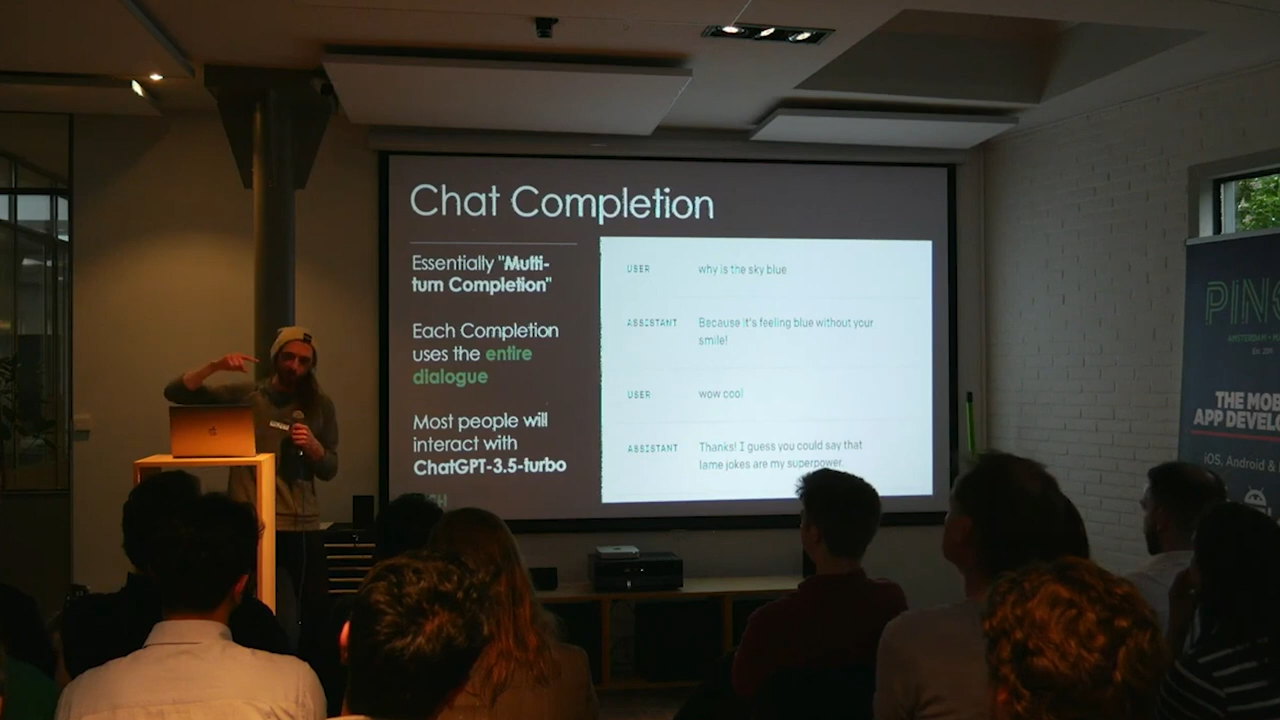 Chat Completion
Essentially "Multi-
turn Completion"
Each Completion
uses the entire
dialogue
Most people will
interact with
ChatGPT-3.5-turbo
USER why is the sky blue
ASSISTANT Because it's feeling blue without your
smile!
USER wow cool
ASSISTANT Thanks! I guess you could say that
lame jokes are my superpower.
PIN
AMSTERDAM
Est. 2011
THE MOB
APP DEVELO
iOS, Android &